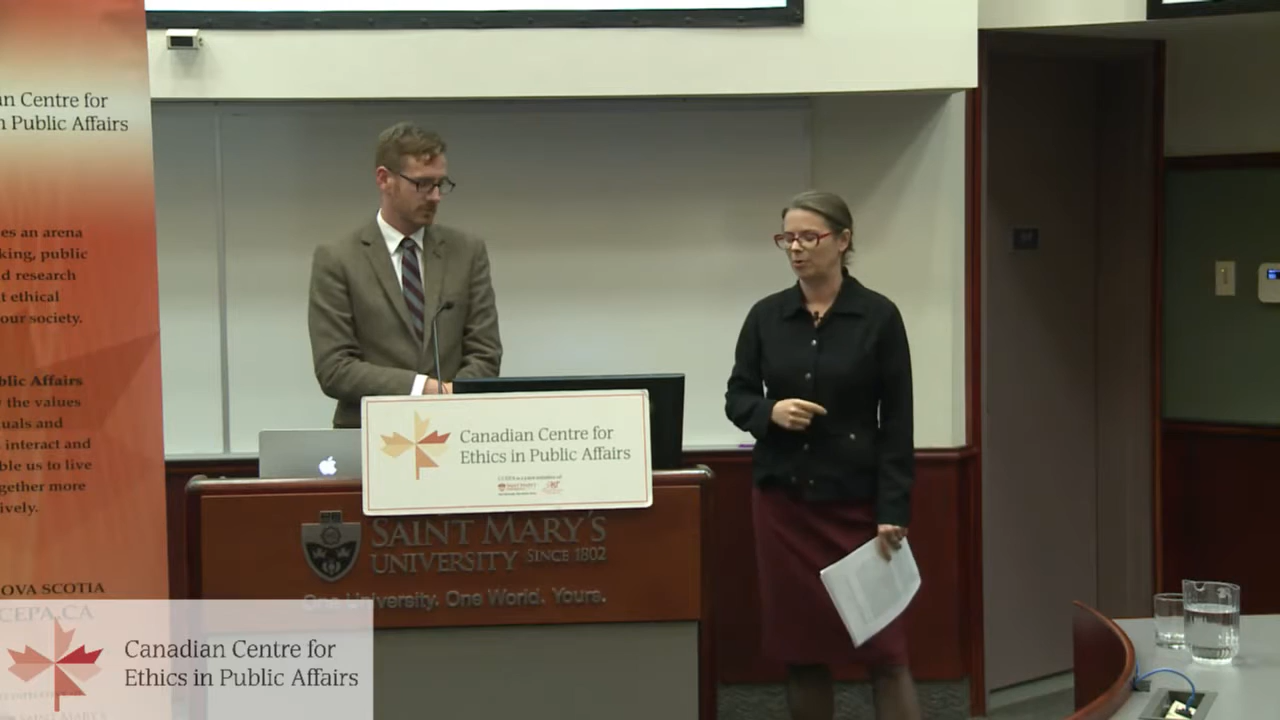 an Centre for
n Public Affairs
es an arena
king, public
d research
t ethical
our society.
blic Affairs
the values
uals and
interact and
ble us to live
gether more
ively.
OVA SCOTIA
CEPA.CA
Canadian Centre for
Ethics in Public Affairs
SAINT MARY'S
UNIVERSITY SINCE 1802
One University. One World. Yours.
Canadian Centre for
Ethics in Public Affairs
SAINT MARY'S